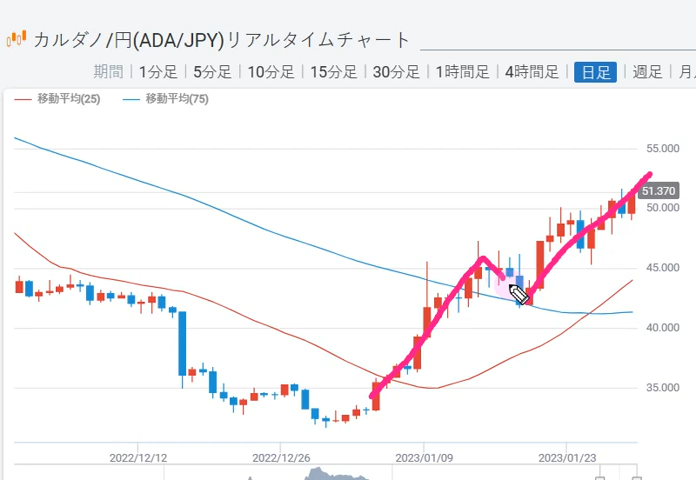 カルダノ/円(ADA/JPY)リアルタイムチャート
期間 | 1分足 | 5分足 | 10分足 | 15分足 | 30分足 | 1時間足 | 4時間足 | 日足 | 週足 | 月
移動平均(25) 移動平均(75)
55.000
51.370
50.000
45.000
40.000
35.000
2022/12/12 2022/12/26 2023/01/09 2023/01/23